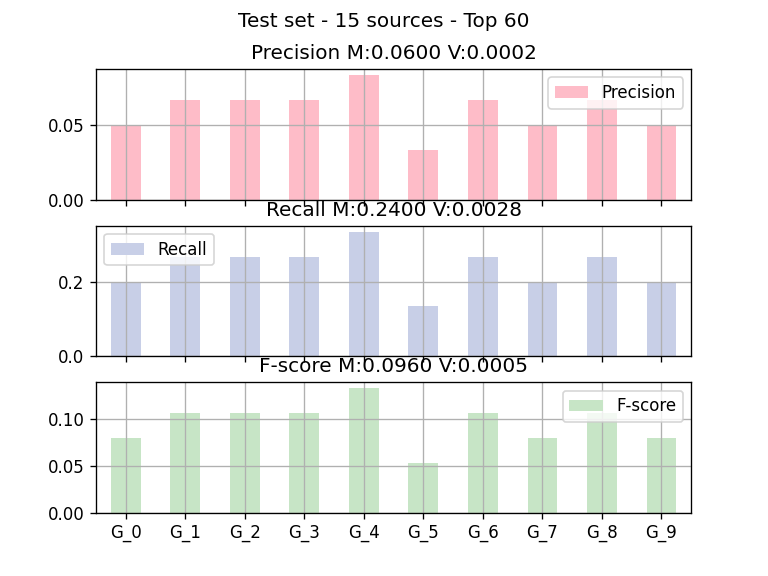 Test set - 15 sources - Top 60
Precision M:0.0600 V:0.0002
Precision
0.05
0.00
Recall M:0.2400 V:0.0028
Recall
0.2
0.0
F-score M:0.0960 V:0.0005
F-score
0.10
0.05
0.00
G_0 G_1 G_2 G_3 G_4 G_5 G_6 G_7 G_8 G_9